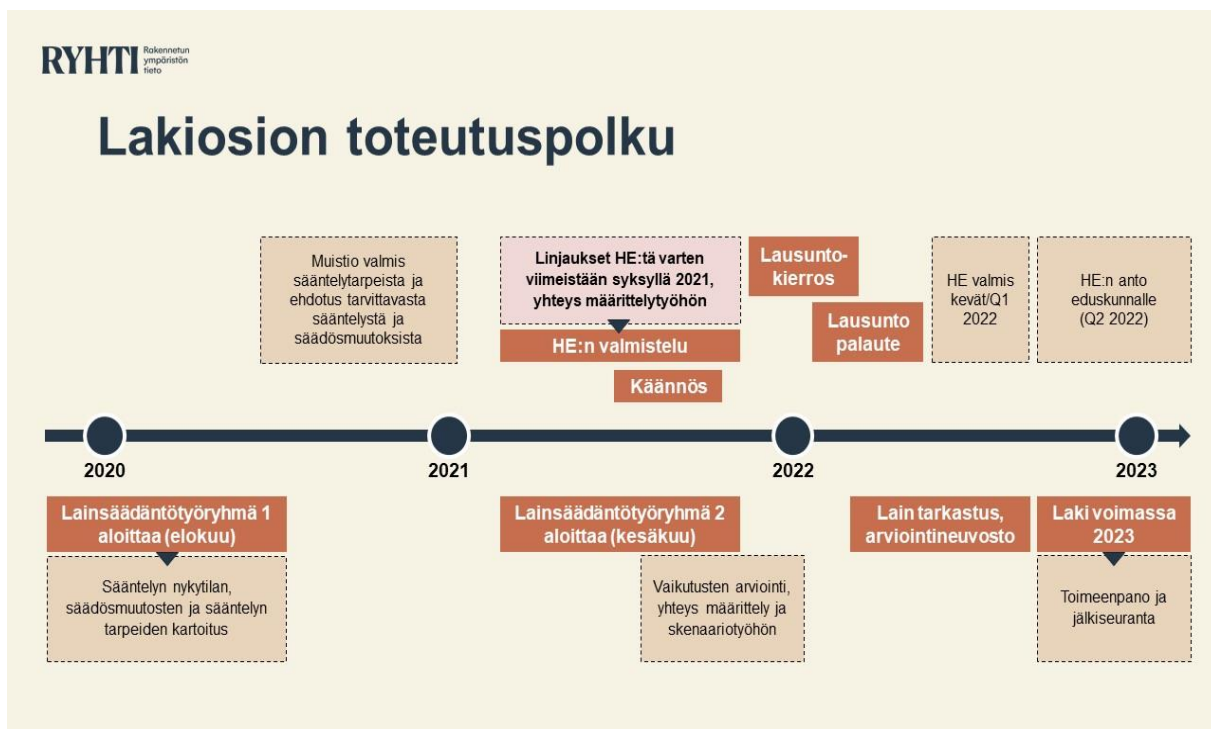 RYHTI
Rakennetun
ympäristön
tieto
Lakiosion toteutuspolku
Muistio valmis
sääntelytarpeista ja
ehdotus tarvittavasta
sääntelystä ja
säädösmuutoksista
Linjaukset HE:tä varten
viimeistään syksyllä 2021,
yhteys määrittelytyöhön
HE:n valmistelu
Käännös
Lausunto-
kierros
Lausunto
palaute
HE valmis
kevät/Q1
2022
HE:n anto
eduskunnalle
(Q2 2022)
2020
2021
2022
2023
Lainsäädäntötyöryhmä 1
aloittaa (elokuu)
Sääntelyn nykytilan,
säädösmuutosten ja sääntelyn
tarpeiden kartoitus
Lainsäädäntötyöryhmä 2
aloittaa (kesäkuu)
Vaikutusten arviointi,
yhteys määrittely ja
skenaariotyöhön
Lain tarkastus,
arviointineuvosto
Laki voimassa
2023
Toimeenpano ja
jälkiseuranta